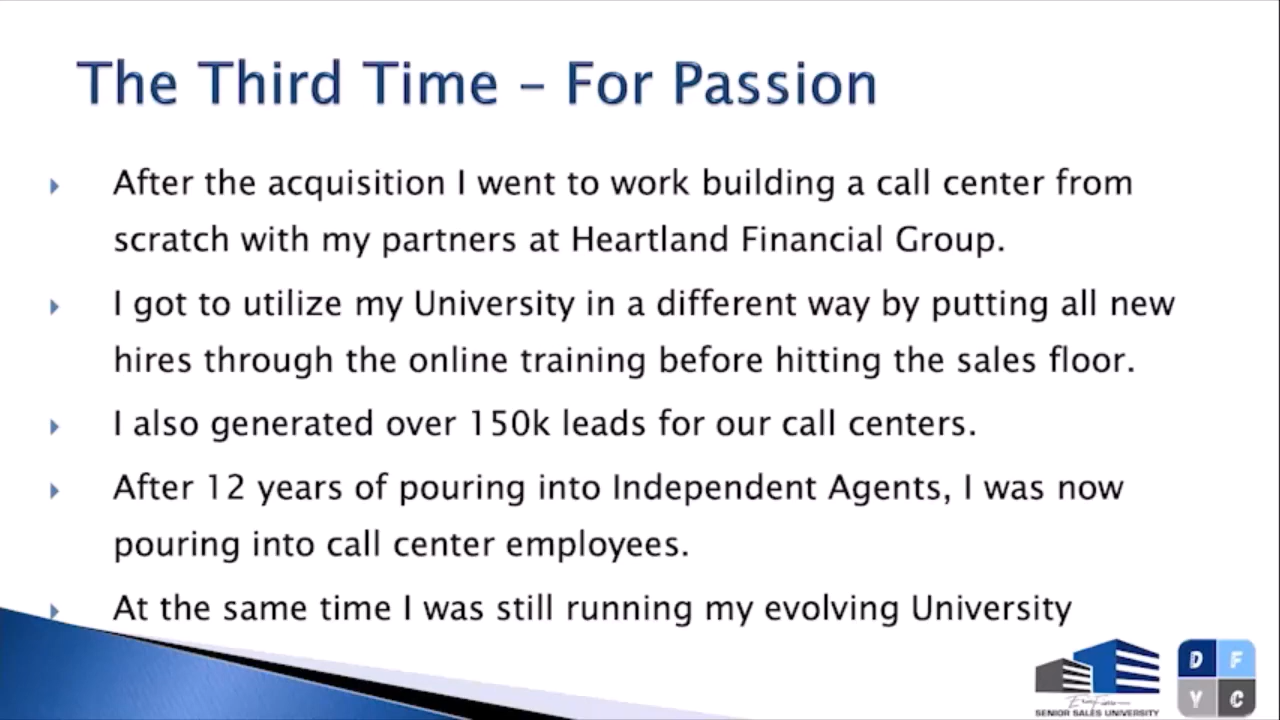 The Third Time – For Passion
After the acquisition I went to work building a call center from
scratch with my partners at Heartland Financial Group.
I got to utilize my University in a different way by putting all new
hires through the online training before hitting the sales floor.
I also generated over 150k leads for our call centers.
After 12 years of pouring into Independent Agents, I was now
pouring into call center employees.
At the same time I was still running my evolving University
D F
Y C
SENIOR SALES UNIVERSITY